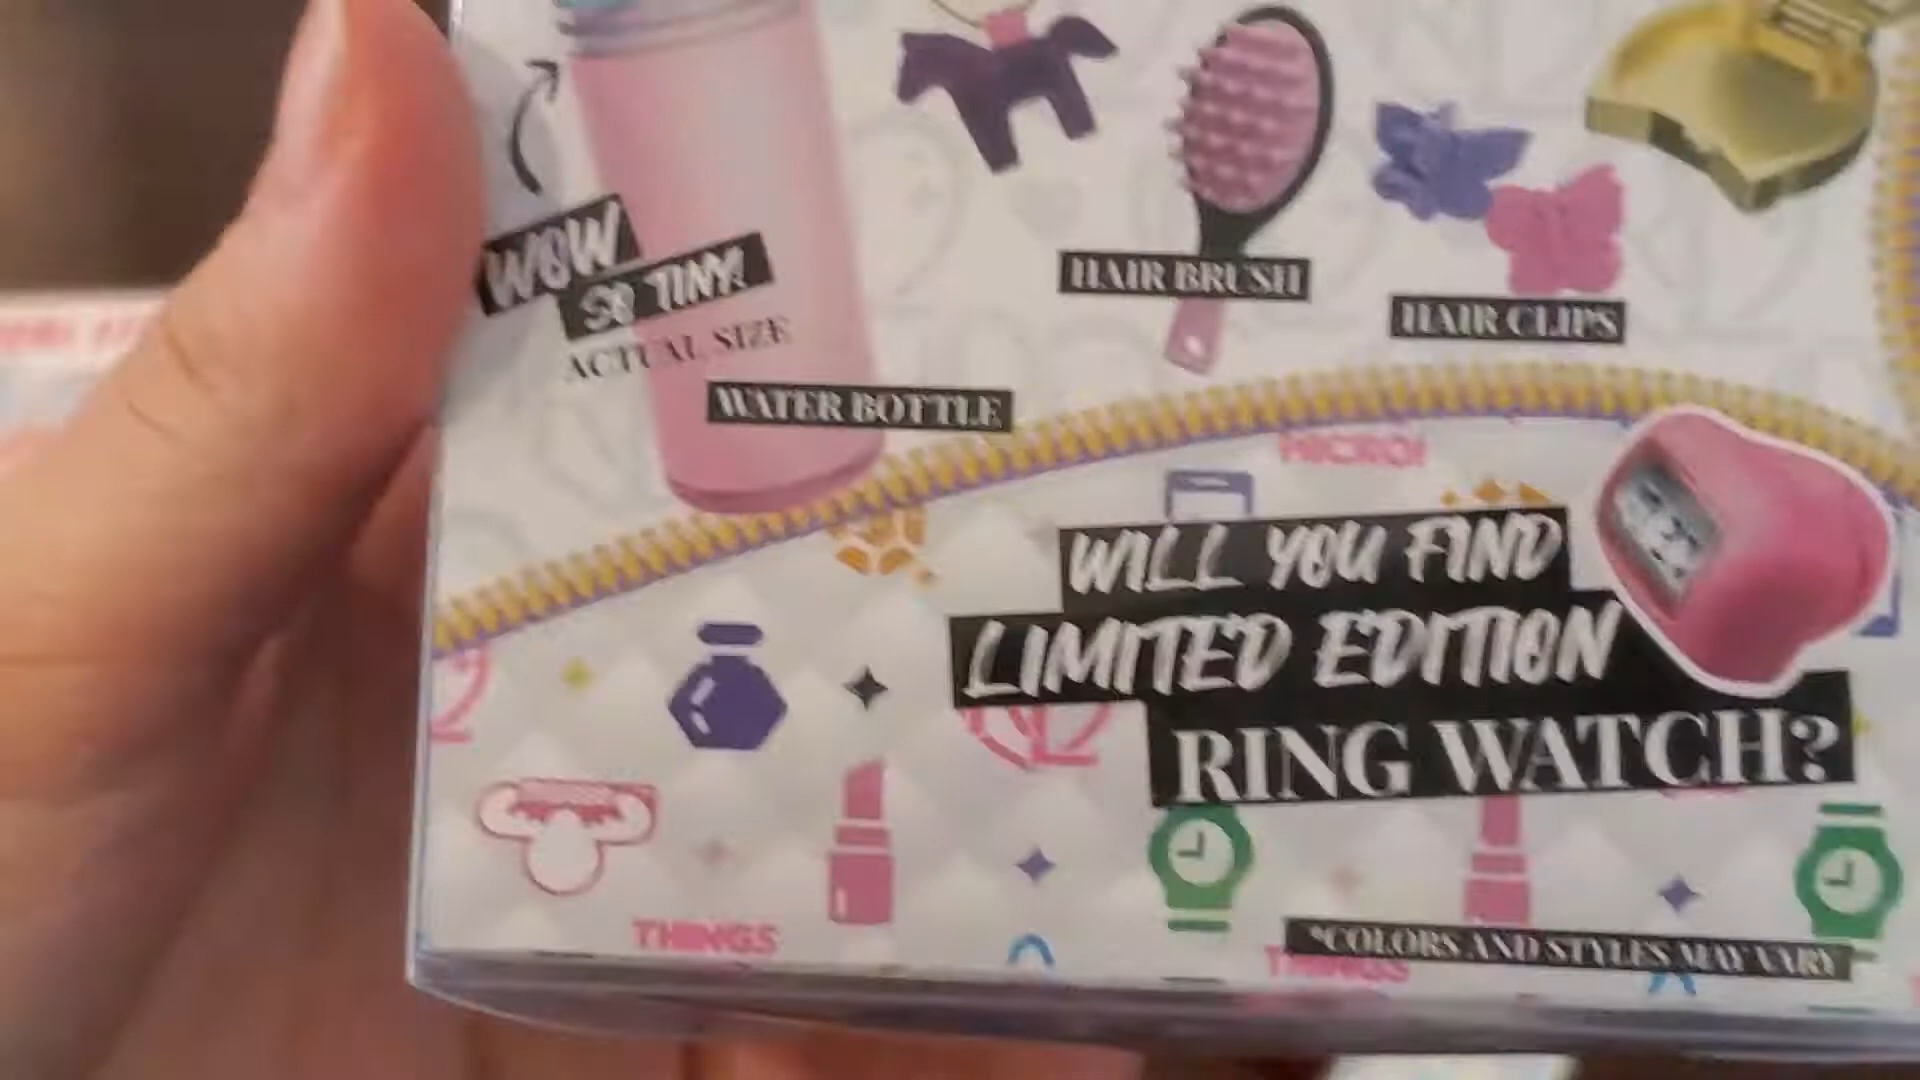 WOW
SO TINY!
ACTUAL SIZE
HAIR BRUSH
HAIR CLIPS
WATER BOTTLE
MICRO!
WILL YOU FIND
LIMITED EDITION
RING WATCH?
THINGS
THINGS
*COLORS AND STYLES MAY VARY